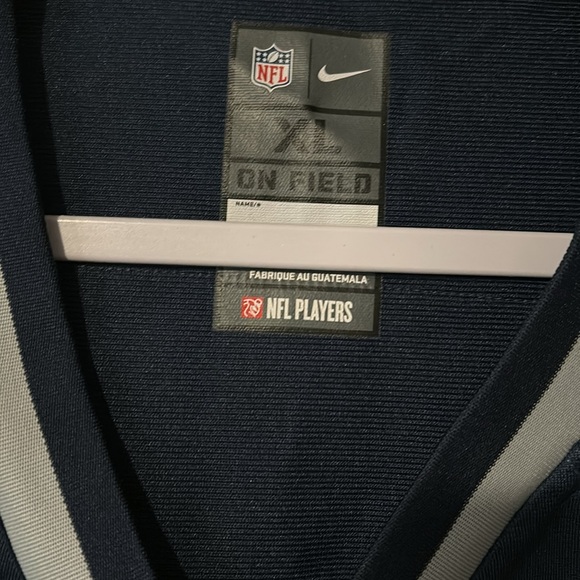 NFL
XL
ON FIELD
NAME/#
FABRIQUE AU GUATEMALA
NFL PLAYERS